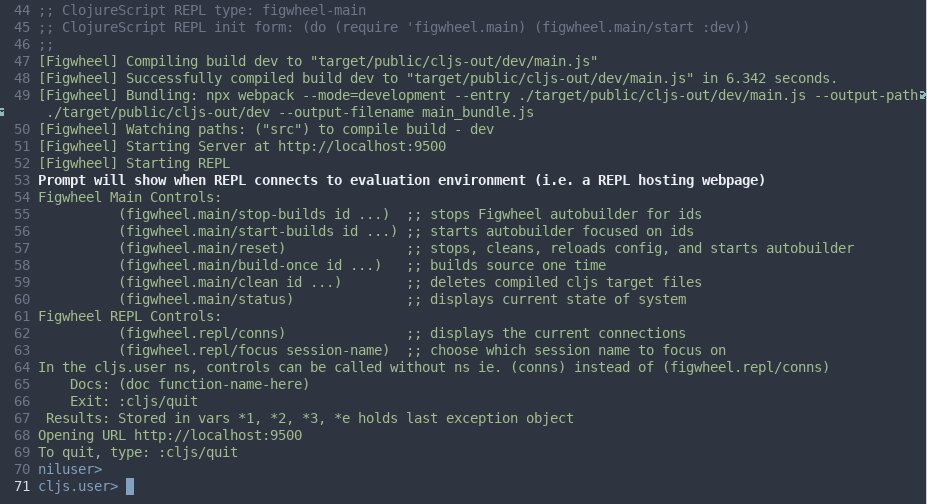 44 ;; ClojureScript REPL type: figwheel-main
45 ;; ClojureScript REPL init form: (do (require 'figwheel.main) (figwheel.main/start :dev))
46 ;;
47 [Figwheel] Compiling build dev to "target/public/cljs-out/dev/main.js"
48 [Figwheel] Successfully compiled build dev to "target/public/cljs-out/dev/main.js" in 6.342 seconds.
49 [Figwheel] Bundling: npx webpack --mode=development --entry ./target/public/cljs-out/dev/main.js --output-path
./target/public/cljs-out/dev --output-filename main_bundle.js
50 [Figwheel] Watching paths: ("src") to compile build - dev
51 [Figwheel] Starting Server at http://localhost:9500
52 [Figwheel] Starting REPL
53 Prompt will show when REPL connects to evaluation environment (i.e. a REPL hosting webpage)
54 Figwheel Main Controls:
55 (figwheel.main/stop-builds id ...) ;; stops Figwheel autobuilder for ids
56 (figwheel.main/start-builds id ...) ;; starts autobuilder focused on ids
57 (figwheel.main/reset) ;; stops, cleans, reloads config, and starts autobuilder
58 (figwheel.main/build-once id ...) ;; builds source one time
59 (figwheel.main/clean id ...) ;; deletes compiled cljs target files
60 (figwheel.main/status) ;; displays current state of system
61 Figwheel REPL Controls:
62 (figwheel.repl/conns) ;; displays the current connections
63 (figwheel.repl/focus session-name) ;; choose which session name to focus on
64 In the cljs.user ns, controls can be called without ns ie. (conns) instead of (figwheel.repl/conns)
65 Docs: (doc function-name-here)
66 Exit: :cljs/quit
67 Results: Stored in vars *1, *2, *3, *e holds last exception object
68 Opening URL http://localhost:9500
69 To quit, type: :cljs/quit
70 niluser>
71 cljs.user>